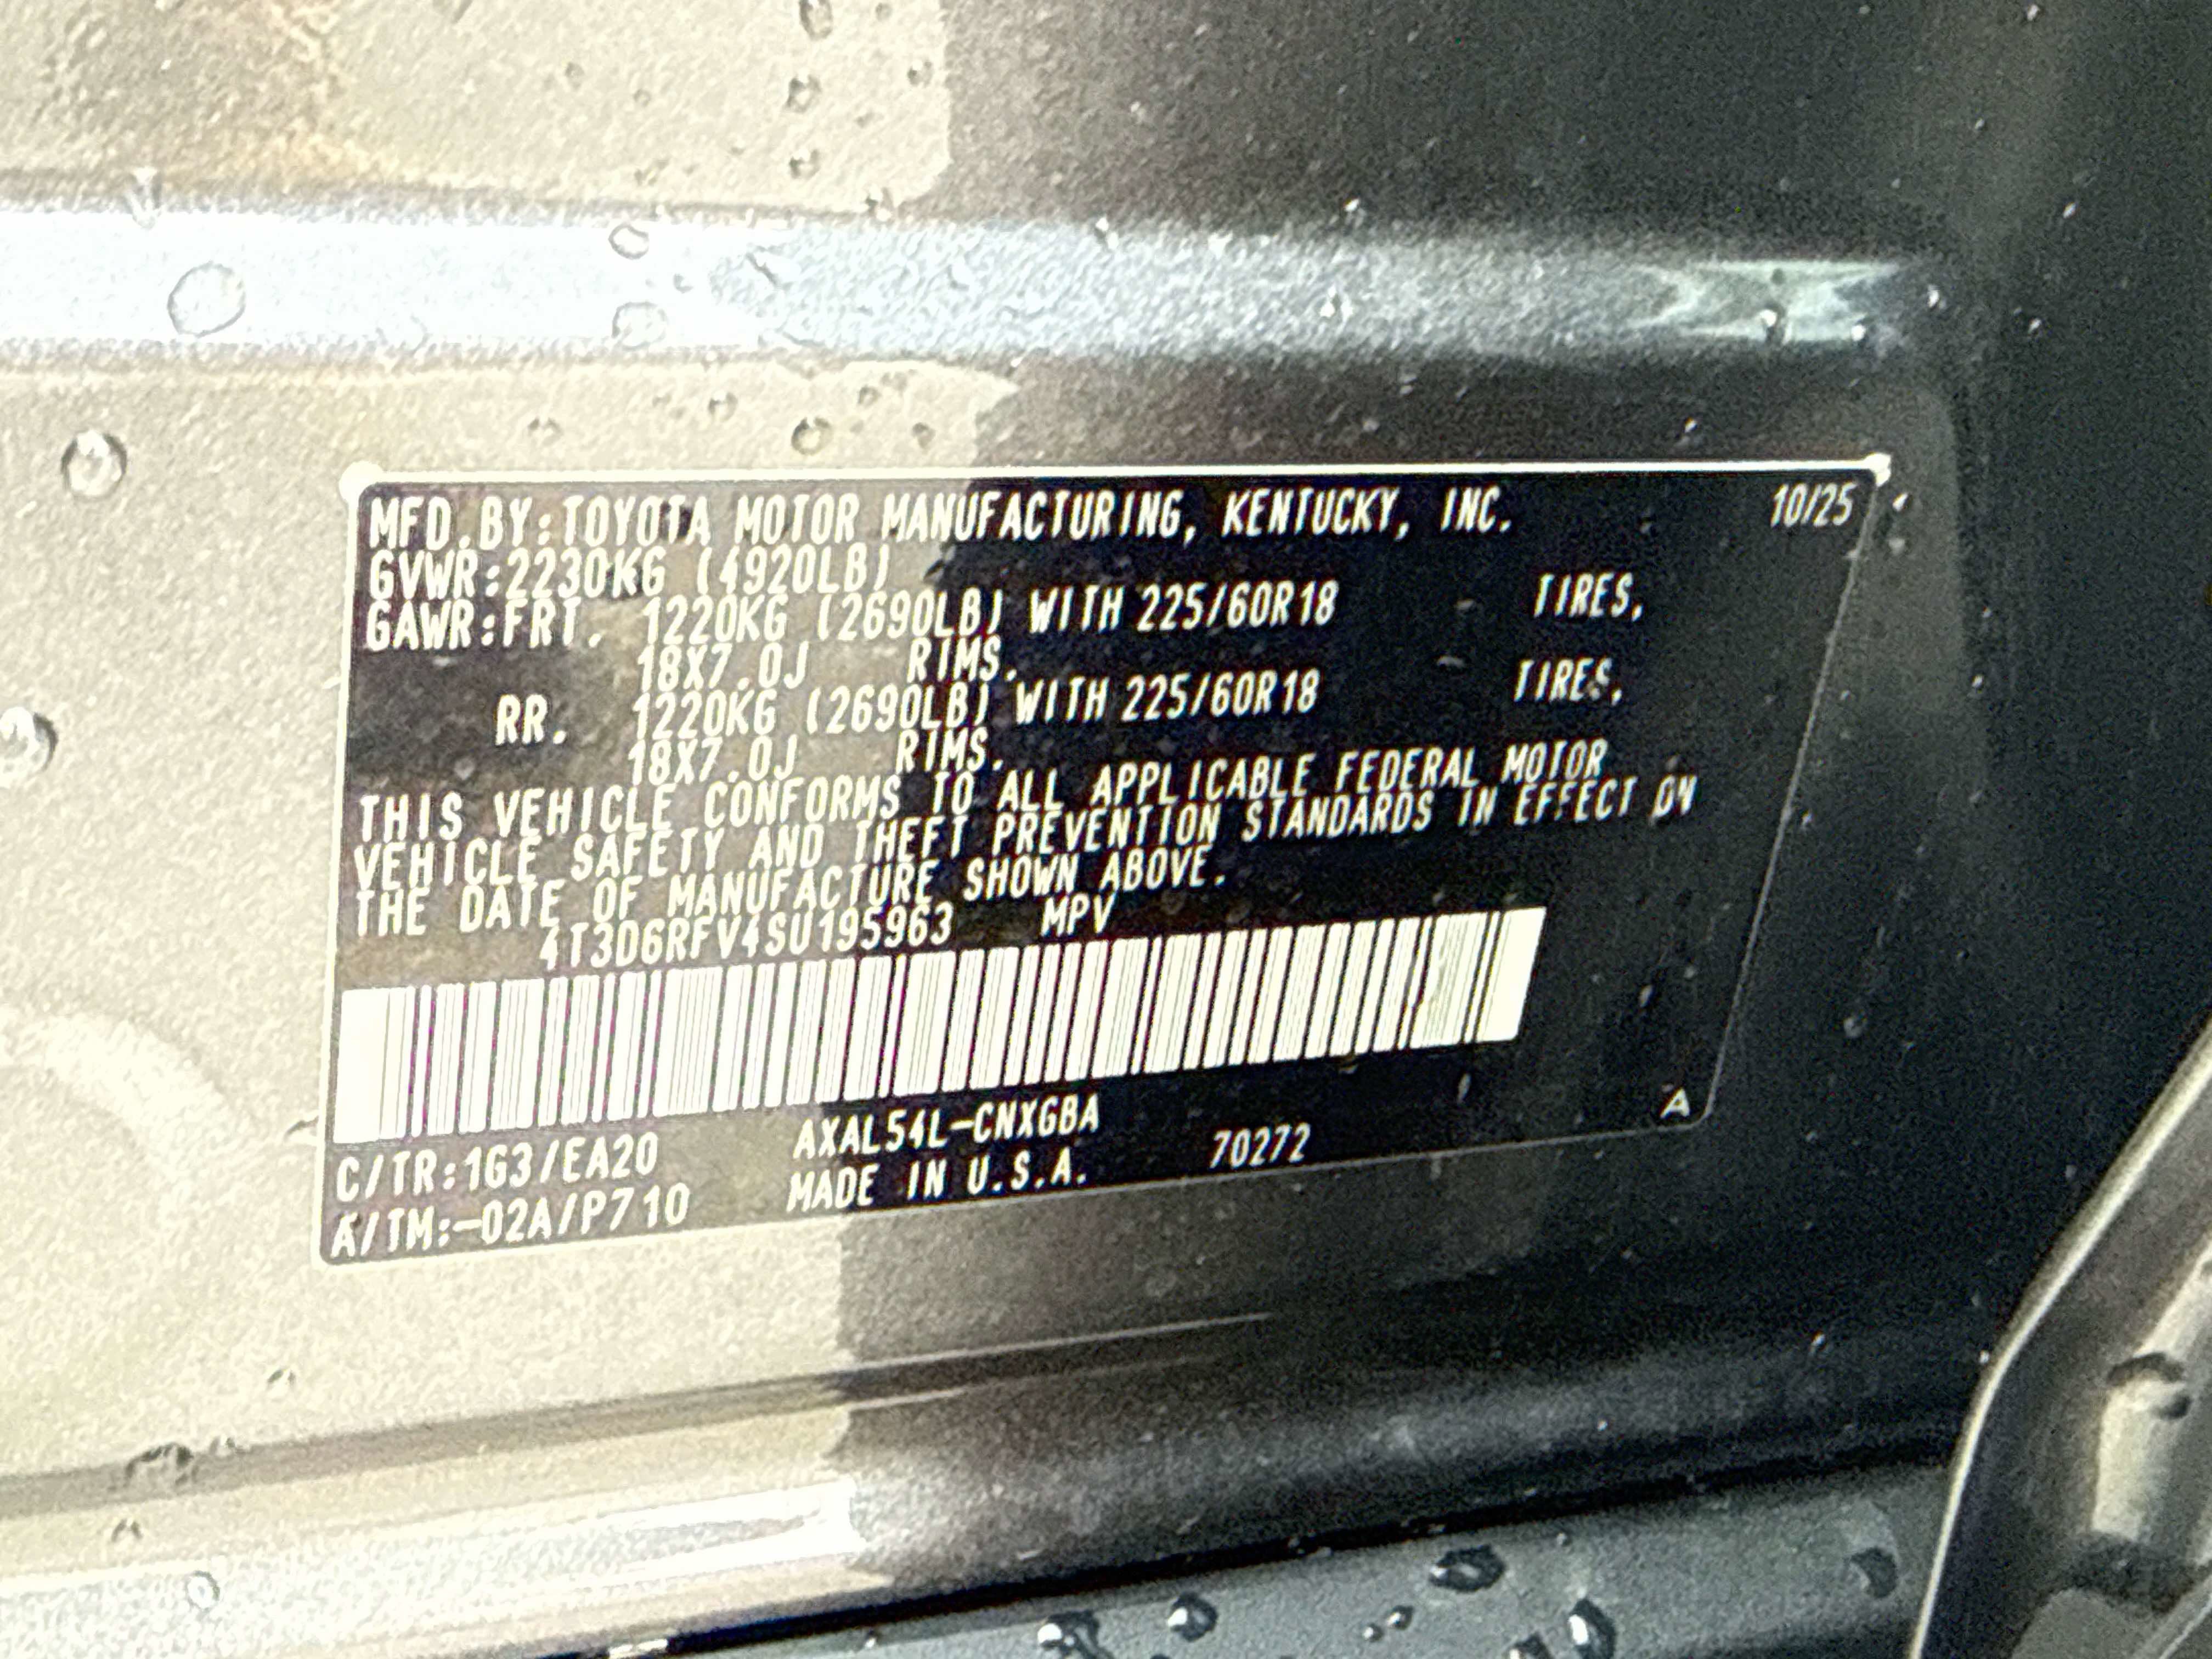 MFD.BY:TOYOTA MOTOR MANUFACTURING, KENTUCKY, INC. 10/25
GVWR:2230KG (4920LB)
GAWR:FRT. 1220KG (2690LB) WITH 225/60R18 TIRES,
18X7.0J RIMS.
RR. 1220KG (2690LB) WITH 225/60R18 TIRES,
18X7.0J RIMS.
THIS VEHICLE CONFORMS TO ALL APPLICABLE FEDERAL MOTOR
VEHICLE SAFETY AND THEFT PREVENTION STANDARDS IN EFFECT ON
THE DATE OF MANUFACTURE SHOWN ABOVE.
4T3D6RFV4SU195963 MPV
C/TR:1G3/EA20 AXAL54L-CNXGBA A
A/TM:-02A/P710 MADE IN U.S.A. 70272